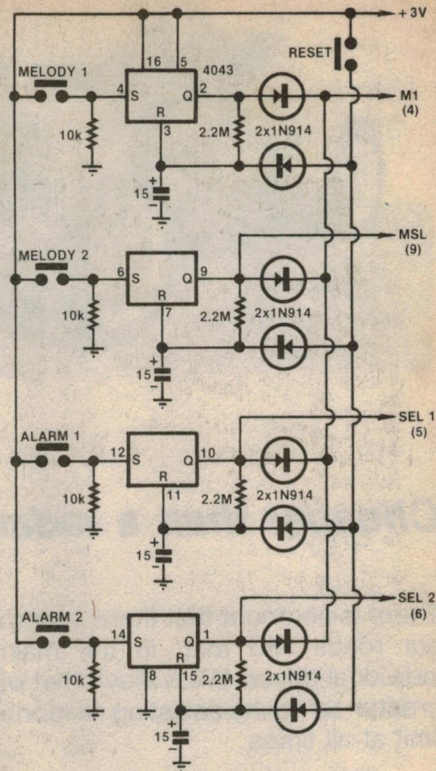 +3V
RESET
16 5
MELODY 1
4043
4 S Q 2
M1
(4)
10k
R
3
2.2M
2x1N914
+
15
–
MSL
(9)
MELODY 2
6 S Q 9
10k
R
7
2.2M
2x1N914
+
15
–
SEL 1
(5)
ALARM 1
12 S Q 10
10k
R
11
2.2M
2x1N914
+
15
–
SEL 2
(6)
ALARM 2
14 S Q 1
10k
R
8 15
2.2M
2x1N914
+
15
–